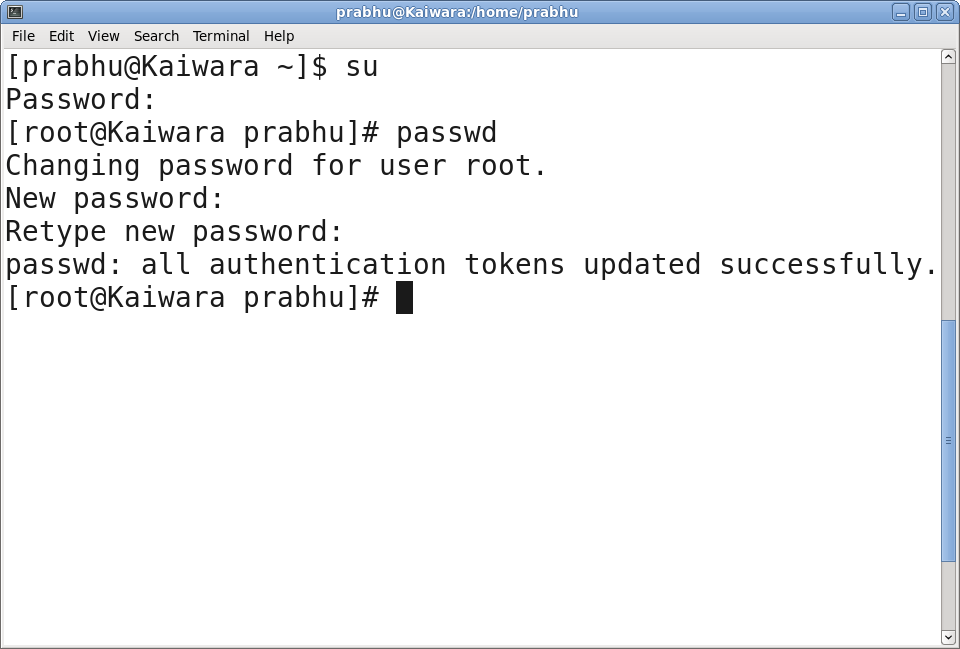 prabhu@Kaiwara:/home/prabhu
File Edit View Search Terminal Help
[prabhu@Kaiwara ~]$ su
Password:
[root@Kaiwara prabhu]# passwd
Changing password for user root.
New password:
Retype new password:
passwd: all authentication tokens updated successfully.
[root@Kaiwara prabhu]#